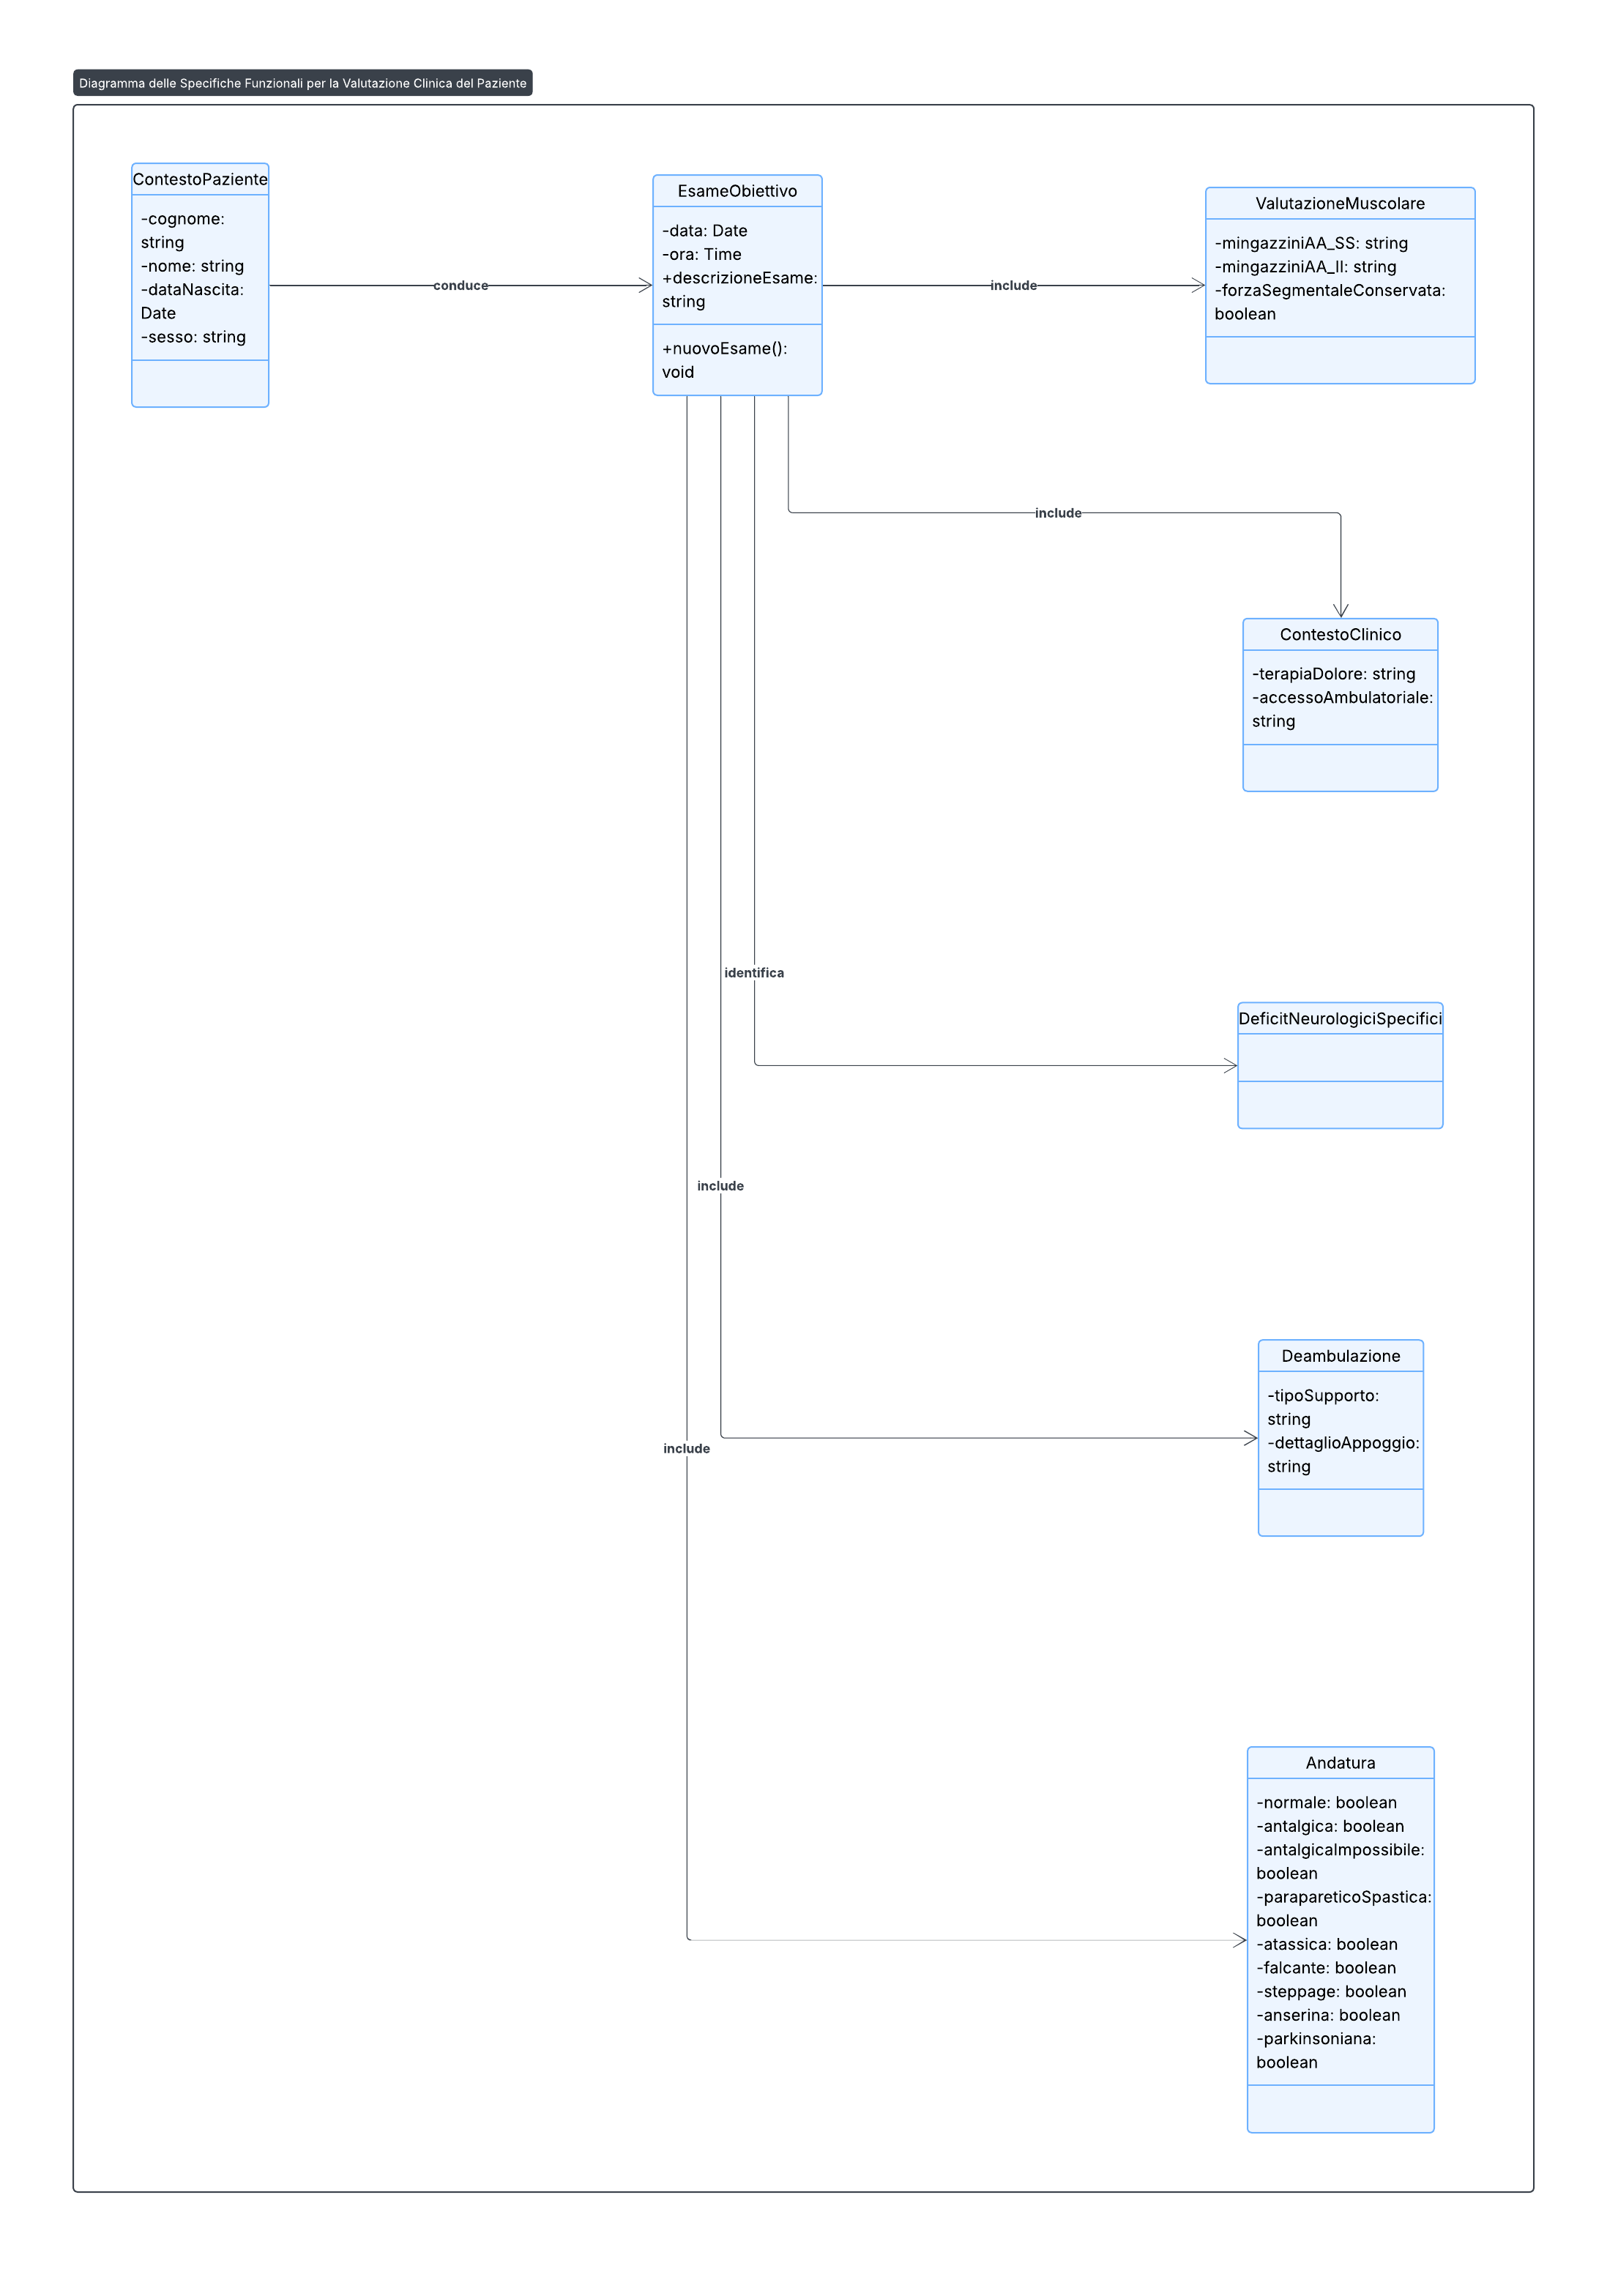 Diagramma delle Specifiche Funzionali per la Valutazione Clinica del Paziente
ContestoPaziente
-cognome:
string
-nome: string
-dataNascita:
Date
-sesso: string
conduce
EsameObiettivo
-data: Date
-ora: Time
+descrizioneEsame:
string
+nuovoEsame():
void
include
ValutazioneMuscolare
-mingazziniAA_SS: string
-mingazziniAA_II: string
-forzaSegmentaleConservata:
boolean
include
ContestoClinico
-terapiaDolore: string
-accessoAmbulatoriale:
string
identifica
DeficitNeurologiciSpecifici
include
Deambulazione
-tipoSupporto:
string
-dettaglioAppoggio:
string
include
Andatura
-normale: boolean
-antalgica: boolean
-antalgicaImpossibile:
boolean
-parapareticoSpastica:
boolean
-atassica: boolean
-falcante: boolean
-steppage: boolean
-anserina: boolean
-parkinsoniana:
boolean